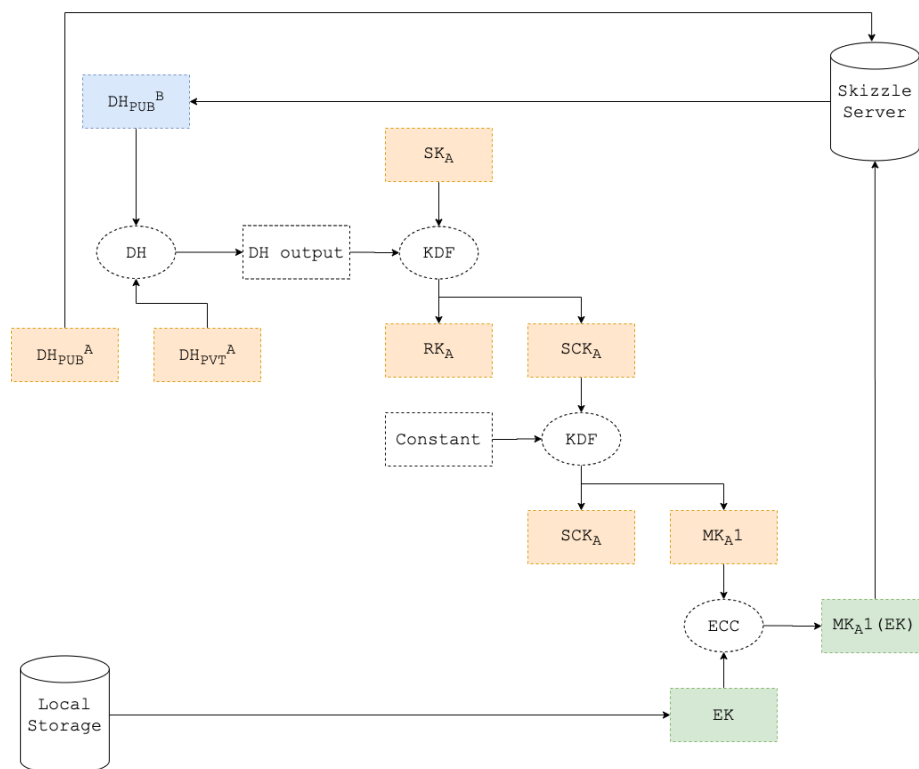 Skizzle
Server
DH_PUB^B
SK_A
DH
DH output
KDF
DH_PUB^A
DH_PVT^A
RK_A
SCK_A
Constant
KDF
SCK_A
MK_A1
ECC
MK_A1(EK)
Local
Storage
EK